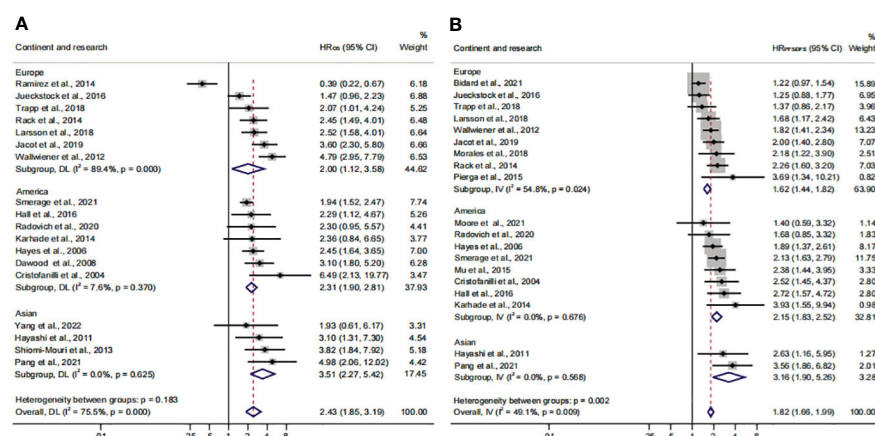 A
%
Continent and research HRos (95% CI) Weight
Europe
Ramirez et al., 2014 0.39 (0.22, 0.67) 6.18
Jueckstock et al., 2016 1.47 (0.96, 2.23) 6.88
Trapp et al., 2018 2.07 (1.01, 4.24) 5.25
Rack et al., 2014 2.45 (1.49, 4.01) 6.48
Larsson et al., 2018 2.52 (1.58, 4.01) 6.64
Jacot et al., 2019 3.60 (2.30, 5.80) 6.66
Wallwiener et al., 2012 4.79 (2.95, 7.79) 6.53
Subgroup, DL (I² = 89.4%, p = 0.000) 2.00 (1.12, 3.58) 44.62
America
Smerage et al., 2021 1.94 (1.52, 2.47) 7.74
Hall et al., 2016 2.29 (1.12, 4.67) 5.26
Radovich et al., 2020 2.30 (0.95, 5.57) 4.41
Karhade et al., 2014 2.36 (0.84, 6.65) 3.77
Hayes et al., 2006 2.45 (1.64, 3.65) 7.00
Dawood et al., 2008 3.10 (1.80, 5.20) 6.28
Cristofanilli et al., 2004 6.49 (2.13, 19.77) 3.47
Subgroup, DL (I² = 7.6%, p = 0.370) 2.31 (1.90, 2.81) 37.93
Asian
Yang et al., 2022 1.93 (0.61, 6.17) 3.31
Hayashi et al., 2011 3.10 (1.31, 7.30) 4.54
Shiomi-Mouri et al., 2013 3.82 (1.84, 7.92) 5.18
Pang et al., 2021 4.98 (2.06, 12.02) 4.42
Subgroup, DL (I² = 0.0%, p = 0.625) 3.51 (2.27, 5.42) 17.45
Heterogeneity between groups: p = 0.183
Overall, DL (I² = 75.5%, p = 0.000) 2.43 (1.85, 3.19) 100.00
.01 .25 .5 1 2 4 8
B
%
Continent and research HRPFS/DFS (95% CI) Weight
Europe
Bidard et al., 2021 1.22 (0.97, 1.54) 15.89
Jueckstock et al., 2016 1.25 (0.88, 1.77) 6.95
Trapp et al., 2018 1.37 (0.86, 2.17) 3.96
Larsson et al., 2018 1.68 (1.17, 2.42) 6.43
Wallwiener et al., 2012 1.82 (1.41, 2.34) 13.23
Jacot et al., 2019 2.00 (1.40, 2.80) 7.07
Morales et al., 2018 2.18 (1.22, 3.90) 2.51
Rack et al., 2014 2.26 (1.60, 3.20) 7.03
Pierga et al., 2015 3.69 (1.34, 10.21) 0.82
Subgroup, IV (I² = 54.8%, p = 0.024) 1.62 (1.44, 1.82) 63.90
America
Moore et al., 2021 1.40 (0.59, 3.32) 1.14
Radovich et al., 2020 1.68 (0.85, 3.32) 1.83
Hayes et al., 2006 1.89 (1.37, 2.61) 8.17
Smerage et al., 2021 2.13 (1.63, 2.79) 11.75
Mu et al., 2015 2.38 (1.44, 3.95) 3.33
Cristofanilli et al., 2004 2.52 (1.45, 4.37) 2.80
Hall et al., 2016 2.72 (1.57, 4.72) 2.80
Karhade et al., 2014 3.93 (1.55, 9.94) 0.98
Subgroup, IV (I² = 0.0%, p = 0.676) 2.15 (1.83, 2.52) 32.81
Asian
Hayashi et al., 2011 2.63 (1.16, 5.95) 1.27
Pang et al., 2021 3.56 (1.86, 6.82) 2.01
Subgroup, IV (I² = 0.0%, p = 0.568) 3.16 (1.90, 5.26) 3.28
Heterogeneity between groups: p = 0.002
Overall, IV (I² = 49.1%, p = 0.009) 1.82 (1.66, 1.99) 100.00
.01 .25 .5 1 2 4 8